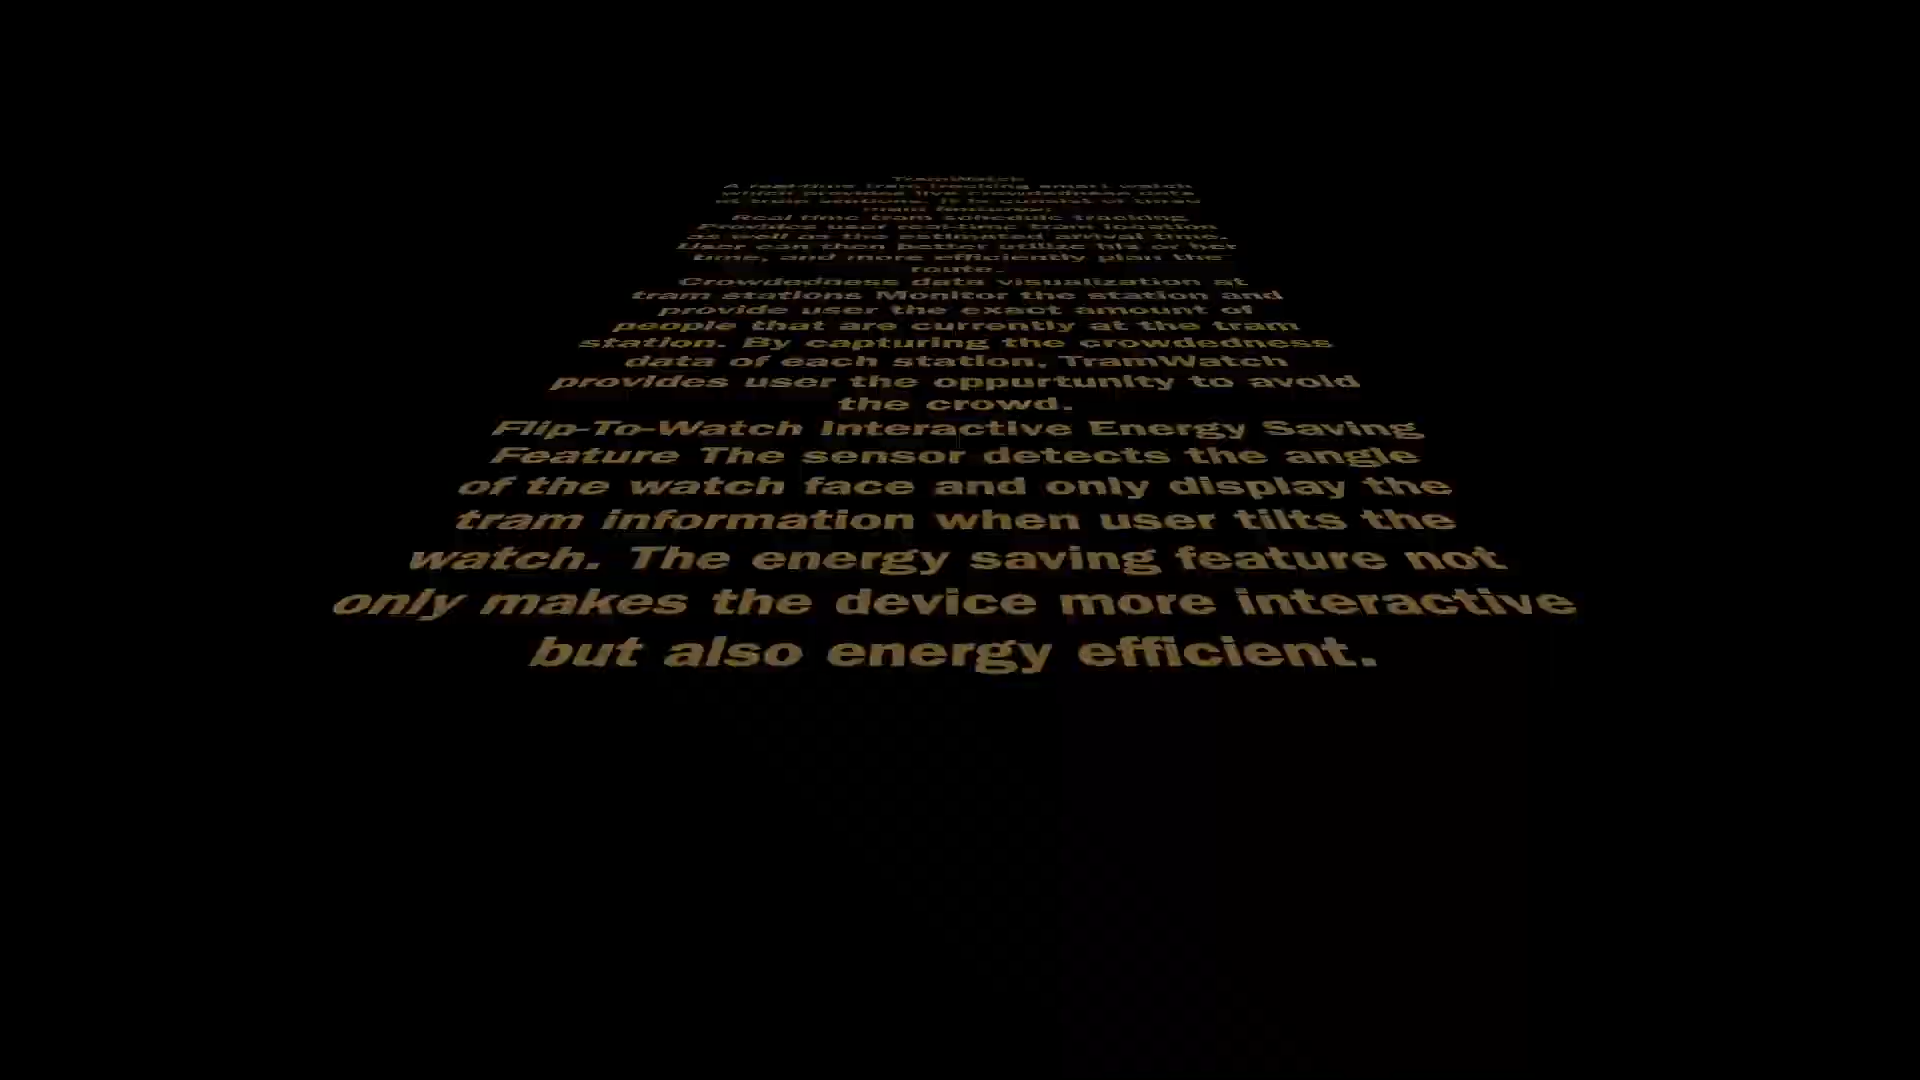 TramWatch
A real-time tram tracking smart watch
which provides live crowdedness data
at train stations. It is consist of three
main features:
Real time tram schedule tracking
Provides user real-time tram location
as well as the estimated arrival time.
User can then better utilize his or her
time, and more efficiently plan the
route.
Crowdedness data visualization at
tram stations Monitor the station and
provide user the exact amount of
people that are currently at the tram
station. By capturing the crowdedness
data of each station, TramWatch
provides user the oppurtunity to avoid
the crowd.
Flip-To-Watch Interactive Energy Saving
Feature The sensor detects the angle
of the watch face and only display the
tram information when user tilts the
watch. The energy saving feature not
only makes the device more interactive
but also energy efficient.